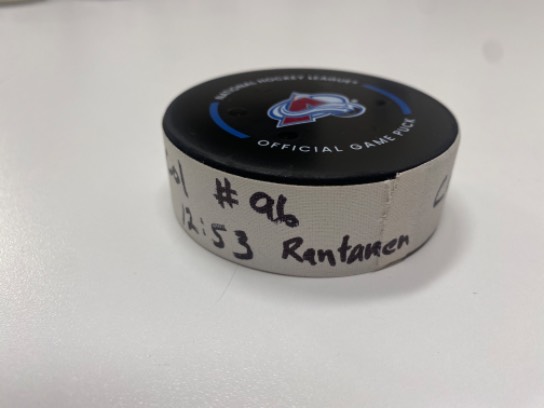 NATIONAL HOCKEY LEAGUE
OFFICIAL GAME PUCK
#96
12:53 Rantanen